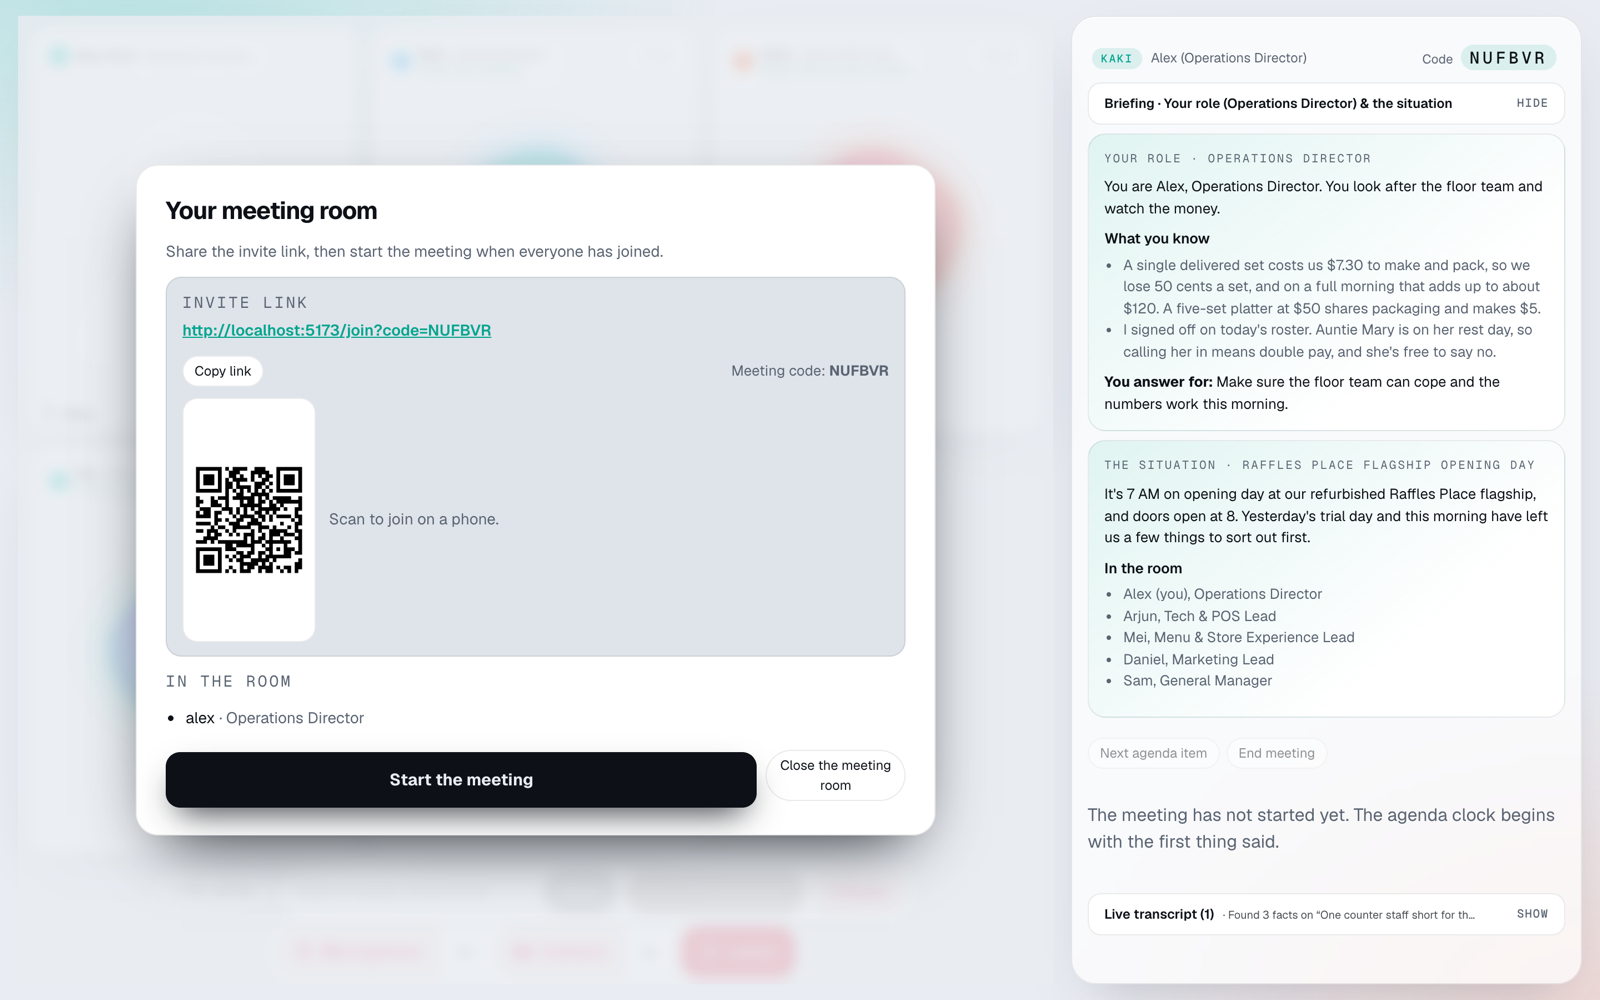 Your meeting room
Share the invite link, then start the meeting when everyone has joined.
INVITE LINK
http://localhost:5173/join?code=NUFBVR
Copy link
Meeting code: NUFBVR
Scan to join on a phone.
IN THE ROOM
• alex · Operations Director
Start the meeting
Close the meeting
room
KAKI Alex (Operations Director) Code NUFBVR
Briefing · Your role (Operations Director) & the situation HIDE
YOUR ROLE · OPERATIONS DIRECTOR
You are Alex, Operations Director. You look after the floor team and
watch the money.
What you know
• A single delivered set costs us $7.30 to make and pack, so we
lose 50 cents a set, and on a full morning that adds up to about
$120. A five-set platter at $50 shares packaging and makes $5.
• I signed off on today's roster. Auntie Mary is on her rest day, so
calling her in means double pay, and she's free to say no.
You answer for: Make sure the floor team can cope and the
numbers work this morning.
THE SITUATION · RAFFLES PLACE FLAGSHIP OPENING DAY
It's 7 AM on opening day at our refurbished Raffles Place flagship,
and doors open at 8. Yesterday's trial day and this morning have left
us a few things to sort out first.
In the room
• Alex (you), Operations Director
• Arjun, Tech & POS Lead
• Mei, Menu & Store Experience Lead
• Daniel, Marketing Lead
• Sam, General Manager
Next agenda item
End meeting
The meeting has not started yet. The agenda clock begins
with the first thing said.
Live transcript (1) · Found 3 facts on “One counter staff short for th... SHOW